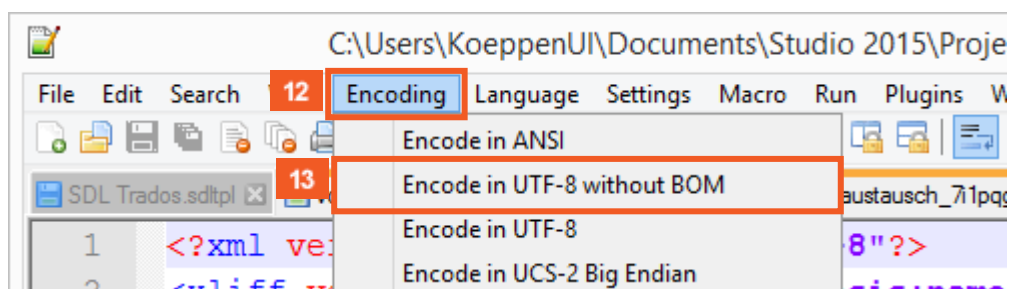 C:\Users\KoeppenUI\Documents\Studio 2015\Proje
File Edit Search 12 Encoding Language Settings Macro Run Plugins W
Encode in ANSI
13 Encode in UTF-8 without BOM
SDL Trados.sdltpl austausch_7i1pqg
Encode in UTF-8
1 <?xml ve 8"?>
Encode in UCS-2 Big Endian